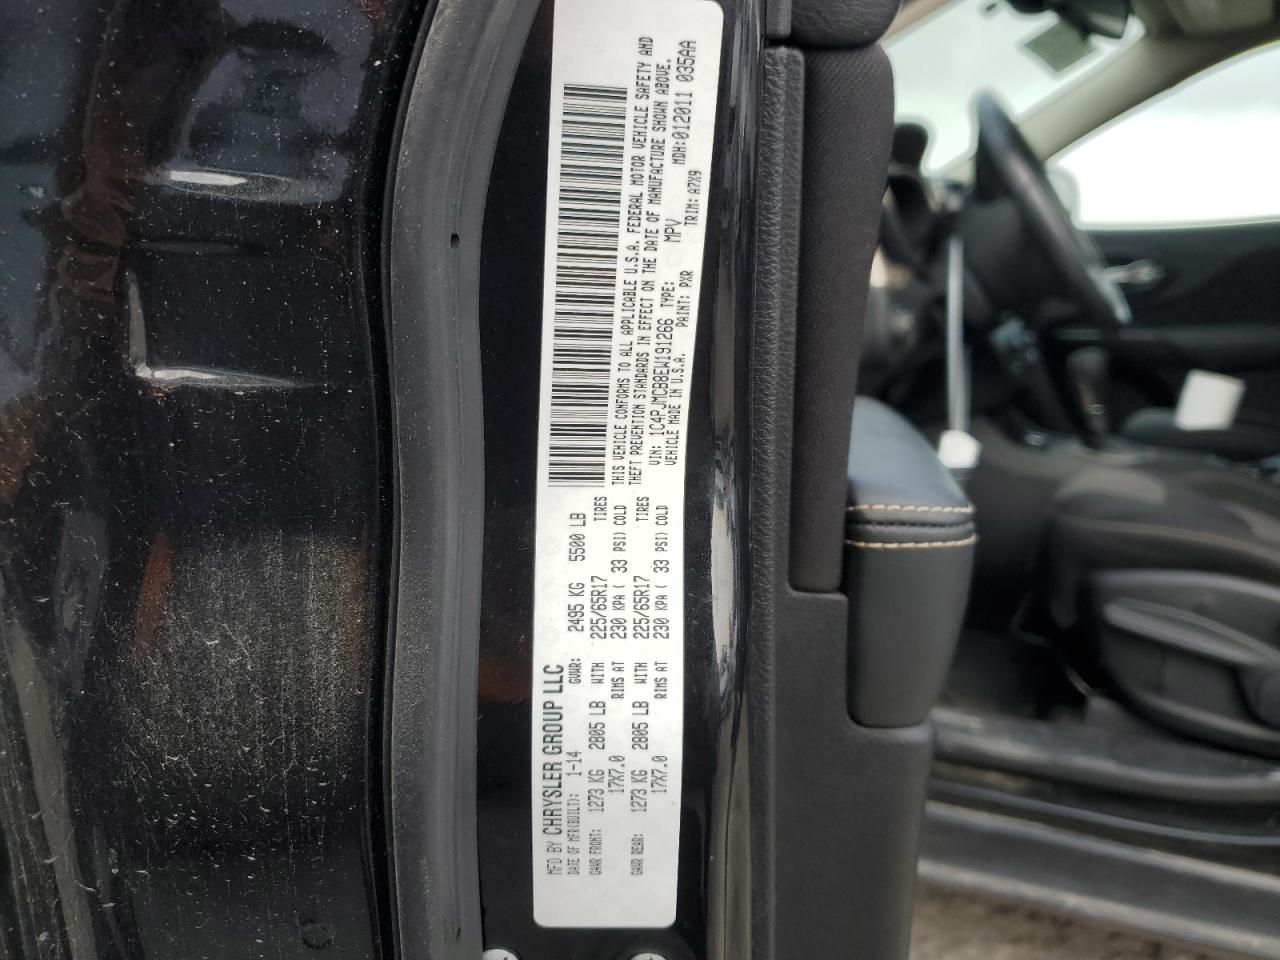 MFD BY CHRYSLER GROUP LLC
DATE OF MFR(BUILT): 1-14 GVWR: 2495 KG 5500 LB
GAWR FRONT: 1273 KG 2805 LB WITH 225/65R17 TIRES
17X7.0 RIMS AT 230 KPA ( 33 PSI) COLD
GAWR REAR: 1273 KG 2805 LB WITH 225/65R17 TIRES
17X7.0 RIMS AT 230 KPA ( 33 PSI) COLD
THIS VEHICLE CONFORMS TO ALL APPLICABLE U.S.A. FEDERAL MOTOR VEHICLE SAFETY AND
THEFT PREVENTION STANDARDS IN EFFECT ON THE DATE OF MANUFACTURE SHOWN ABOVE.
VIN: 1C4PJMCB8EW191266 TYPE: MPV MDH:012011 035AA
VEHICLE MADE IN U.S.A. PAINT: PXR TRIM: A7X9